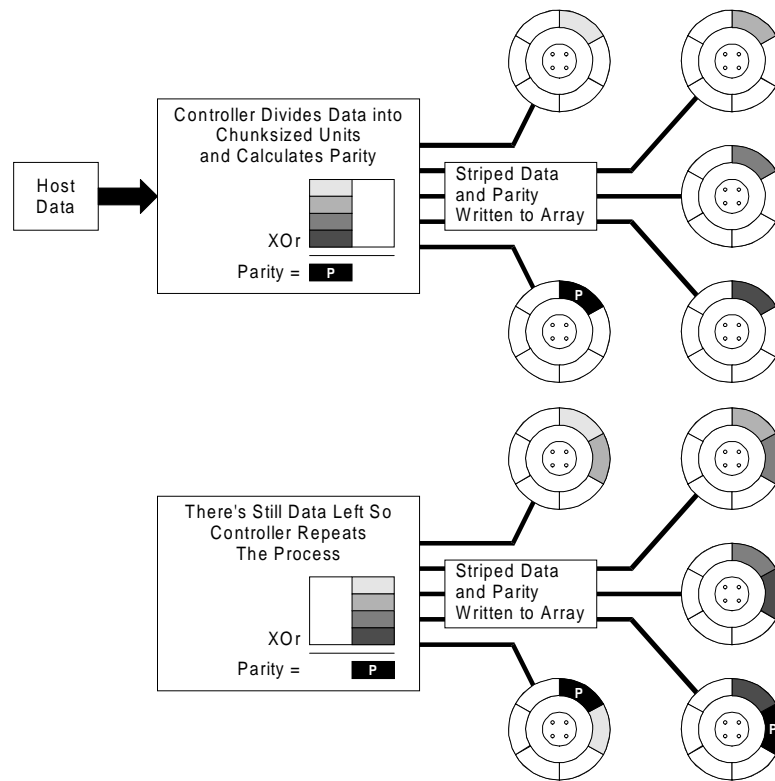 Controller Divides Data into
Chunksized Units
and Calculates Parity
Host
Data
XOr
Parity =
P
Striped Data
and Parity
Written to Array
P
There's Still Data Left So
Controller Repeats
The Process
XOr
Parity =
P
Striped Data
and Parity
Written to Array
P
P